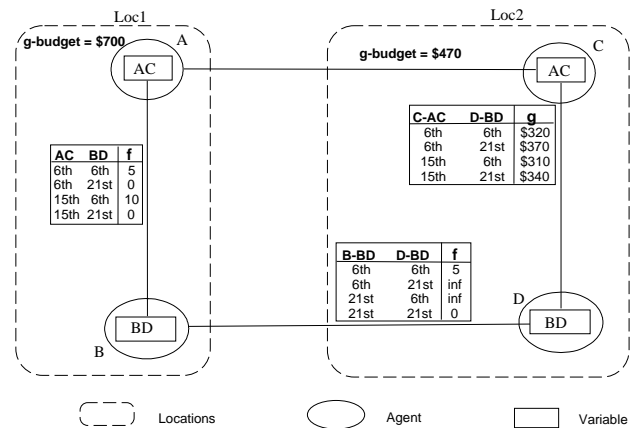 Loc1
Loc2
g-budget = $700
A
C
g-budget = $470
AC
AC
C-AC D-BD g
6th 6th $320
6th 21st $370
15th 6th $310
15th 21st $340
AC BD f
6th 6th 5
6th 21st 0
15th 6th 10
15th 21st 0
B-BD D-BD f
6th 6th 5
6th 21st inf
21st 6th inf
21st 21st 0
D
BD
BD
B
Locations
Agent
Variable